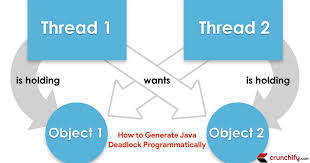 Thread 1
Thread 2
is holding
wants
is holding
Object 1
How to Generate Java
Deadlock Programmatically
Object 2
crunchify.com